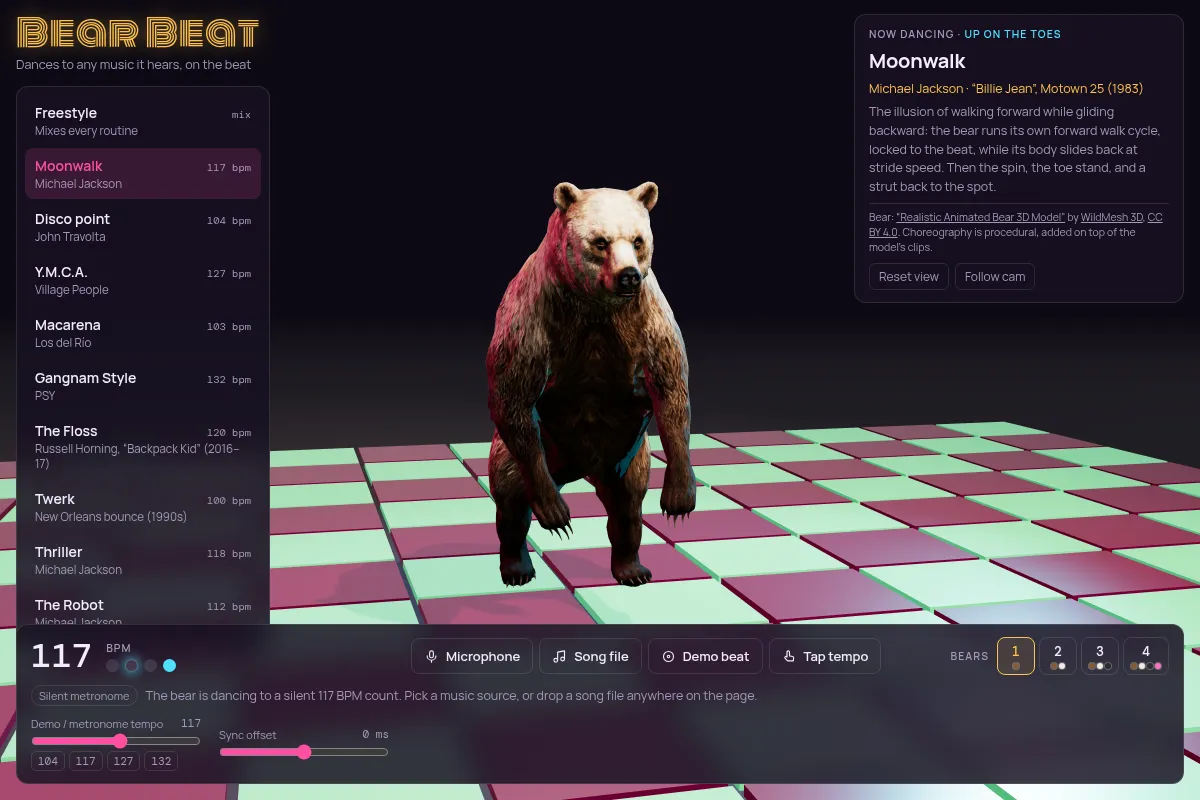 BEAR BEAT
Dances to any music it hears, on the beat
Freestyle
mix
Mixes every routine
Moonwalk
117 bpm
Michael Jackson
Disco point
104 bpm
John Travolta
Y.M.C.A.
127 bpm
Village People
Macarena
103 bpm
Los del Río
Gangnam Style
132 bpm
PSY
The Floss
120 bpm
Russell Horning, “Backpack Kid” (2016–
17)
Twerk
100 bpm
New Orleans bounce (1990s)
Thriller
118 bpm
Michael Jackson
The Robot
112 bpm
Michael Jackson
NOW DANCING · UP ON THE TOES
Moonwalk
Michael Jackson · “Billie Jean”, Motown 25 (1983)
The illusion of walking forward while gliding
backward: the bear runs its own forward walk cycle,
locked to the beat, while its body slides back at
stride speed. Then the spin, the toe stand, and a
strut back to the spot.
Bear: “Realistic Animated Bear 3D Model” by WildMesh 3D, CC
BY 4.0. Choreography is procedural, added on top of the
model's clips.
Reset view
Follow cam
117
BPM
Microphone
Song file
Demo beat
Tap tempo
BEARS
1
2
3
4
Silent metronome
The bear is dancing to a silent 117 BPM count. Pick a music source, or drop a song file anywhere on the page.
Demo / metronome tempo
117
Sync offset
0 ms
104
117
127
132